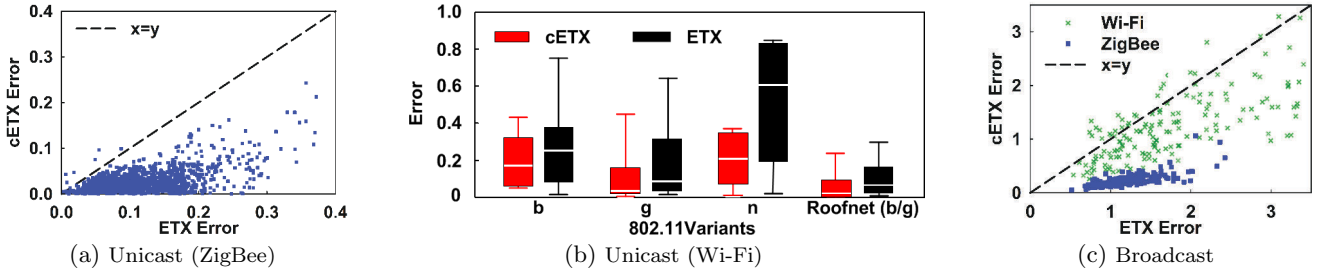 0.4
0.3
0.2
0.1
0.0
cETX Error
x=y
0.0 0.1 0.2 0.3 0.4
ETX Error
(a) Unicast (ZigBee)
1.0
0.8
0.6
0.4
0.2
0
Error
cETX ETX
b g n Roofnet (b/g)
802.11Variants
(b) Unicast (Wi-Fi)
3
2
1
0
cETX Error
Wi-Fi
ZigBee
x=y
0 1 2 3
ETX Error
(c) Broadcast